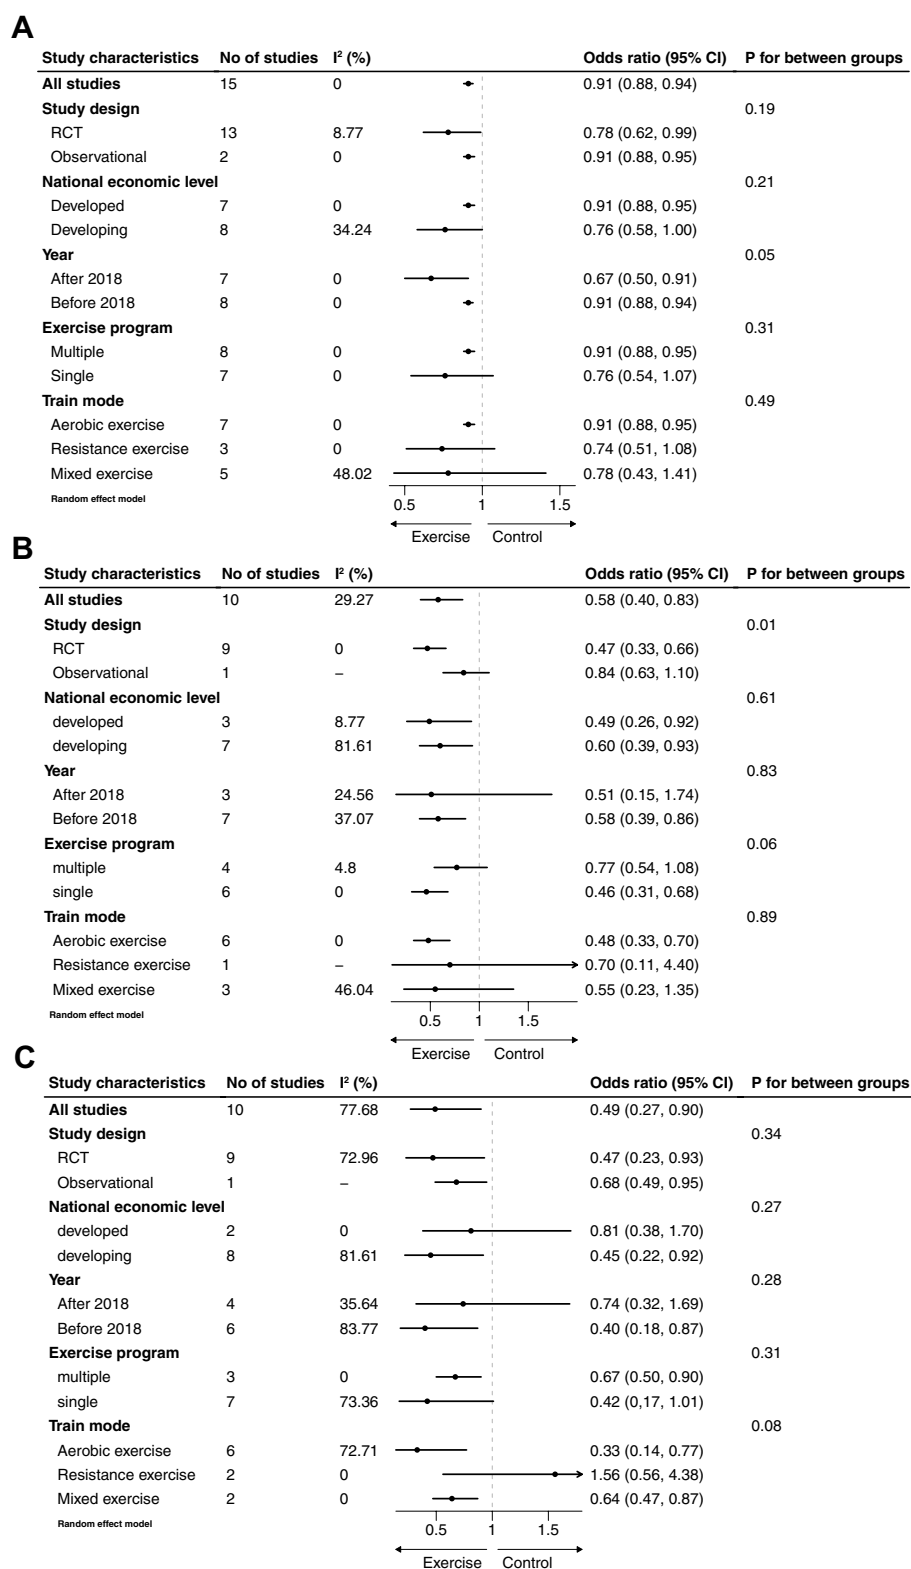 A
Study characteristics No of studies I² (%) Odds ratio (95% CI) P for between groups
All studies 15 0 0.91 (0.88, 0.94)
Study design 0.19
RCT 13 8.77 0.78 (0.62, 0.99)
Observational 2 0 0.91 (0.88, 0.95)
National economic level 0.21
Developed 7 0 0.91 (0.88, 0.95)
Developing 8 34.24 0.76 (0.58, 1.00)
Year 0.05
After 2018 7 0 0.67 (0.50, 0.91)
Before 2018 8 0 0.91 (0.88, 0.94)
Exercise program 0.31
Multiple 8 0 0.91 (0.88, 0.95)
Single 7 0 0.76 (0.54, 1.07)
Train mode 0.49
Aerobic exercise 7 0 0.91 (0.88, 0.95)
Resistance exercise 3 0 0.74 (0.51, 1.08)
Mixed exercise 5 48.02 0.78 (0.43, 1.41)
Random effect model
0.5 1 1.5
Exercise Control
B
Study characteristics No of studies I² (%) Odds ratio (95% CI) P for between groups
All studies 10 29.27 0.58 (0.40, 0.83)
Study design 0.01
RCT 9 0 0.47 (0.33, 0.66)
Observational 1 – 0.84 (0.63, 1.10)
National economic level 0.61
developed 3 8.77 0.49 (0.26, 0.92)
developing 7 81.61 0.60 (0.39, 0.93)
Year 0.83
After 2018 3 24.56 0.51 (0.15, 1.74)
Before 2018 7 37.07 0.58 (0.39, 0.86)
Exercise program 0.06
multiple 4 4.8 0.77 (0.54, 1.08)
single 6 0 0.46 (0.31, 0.68)
Train mode 0.89
Aerobic exercise 6 0 0.48 (0.33, 0.70)
Resistance exercise 1 – 0.70 (0.11, 4.40)
Mixed exercise 3 46.04 0.55 (0.23, 1.35)
Random effect model
0.5 1 1.5
Exercise Control
C
Study characteristics No of studies I² (%) Odds ratio (95% CI) P for between groups
All studies 10 77.68 0.49 (0.27, 0.90)
Study design 0.34
RCT 9 72.96 0.47 (0.23, 0.93)
Observational 1 – 0.68 (0.49, 0.95)
National economic level 0.27
developed 2 0 0.81 (0.38, 1.70)
developing 8 81.61 0.45 (0.22, 0.92)
Year 0.28
After 2018 4 35.64 0.74 (0.32, 1.69)
Before 2018 6 83.77 0.40 (0.18, 0.87)
Exercise program 0.31
multiple 3 0 0.67 (0.50, 0.90)
single 7 73.36 0.42 (0,17, 1.01)
Train mode 0.08
Aerobic exercise 6 72.71 0.33 (0.14, 0.77)
Resistance exercise 2 0 1.56 (0.56, 4.38)
Mixed exercise 2 0 0.64 (0.47, 0.87)
Random effect model
0.5 1 1.5
Exercise Control